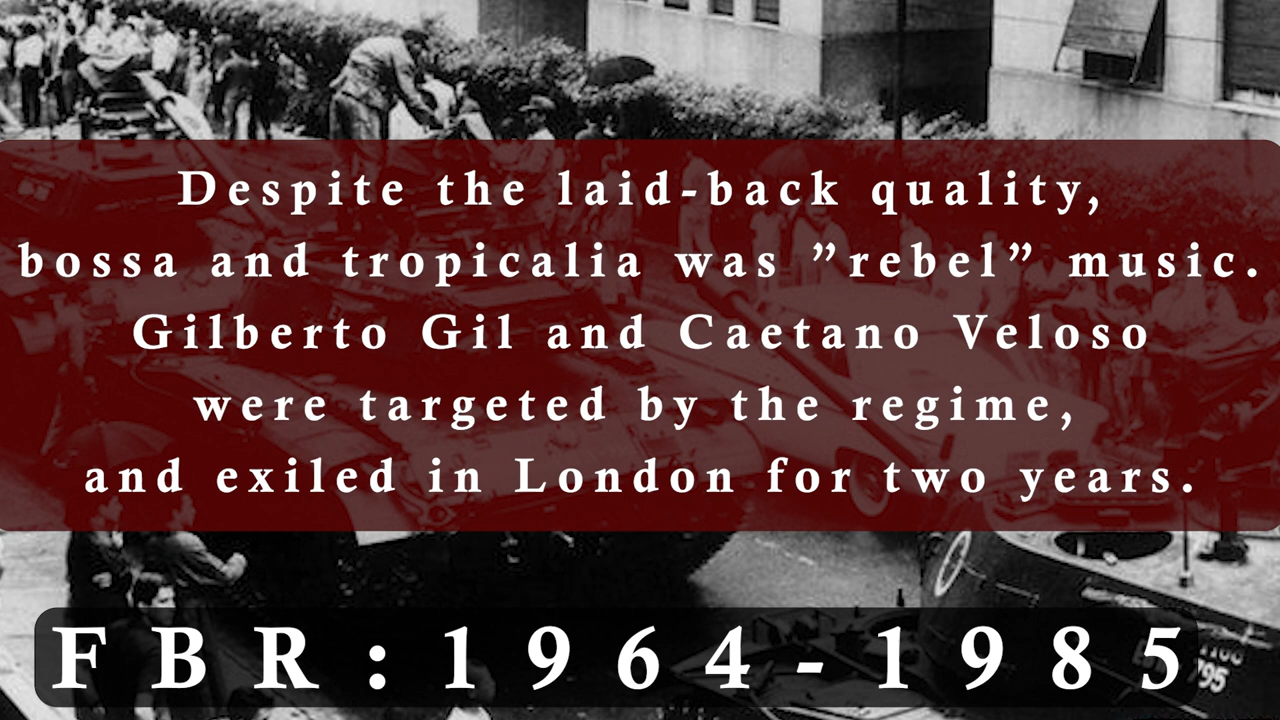 Despite the laid-back quality,
bossa and tropicalia was ”rebel” music.
Gilberto Gil and Caetano Veloso
were targeted by the regime,
and exiled in London for two years.
FBR:1964-1985
95